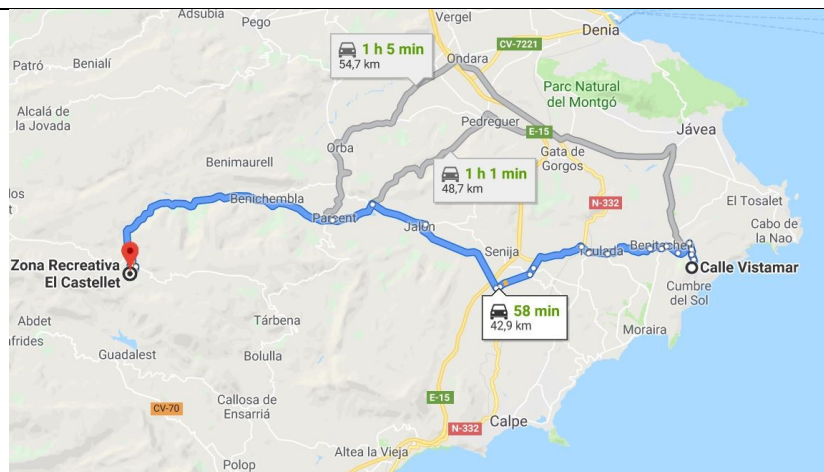 Adsubia
Pego
Vergel
Denia
CV-7221
1 h 5 min
54,7 km
Ondara
Patró
Benialí
Parc Natural
del Montgó
Alcalá de
la Jovada
Pedreguer
E-15
Jávea
Orba
Gata de
Gorgos
Benimaurell
1 h 1 min
48,7 km
Benichembla
N-332
El Tosalet
Parcent
Jalón
Cabo de
la Nao
Senija
Teulada
Zona Recreativa
El Castellet
Calle Vistamar
Cumbre
del Sol
58 min
42,9 km
Abdet
Tárbena
Moraira
Guadalest
Bolulla
CV-70
Callosa de
Ensarriá
E-15
N-332
Calpe
Altea la Vieja
Polop